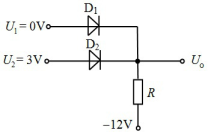 D₁
U₁= 0V
D₂
U₂= 3V
Uₒ
R
−12V